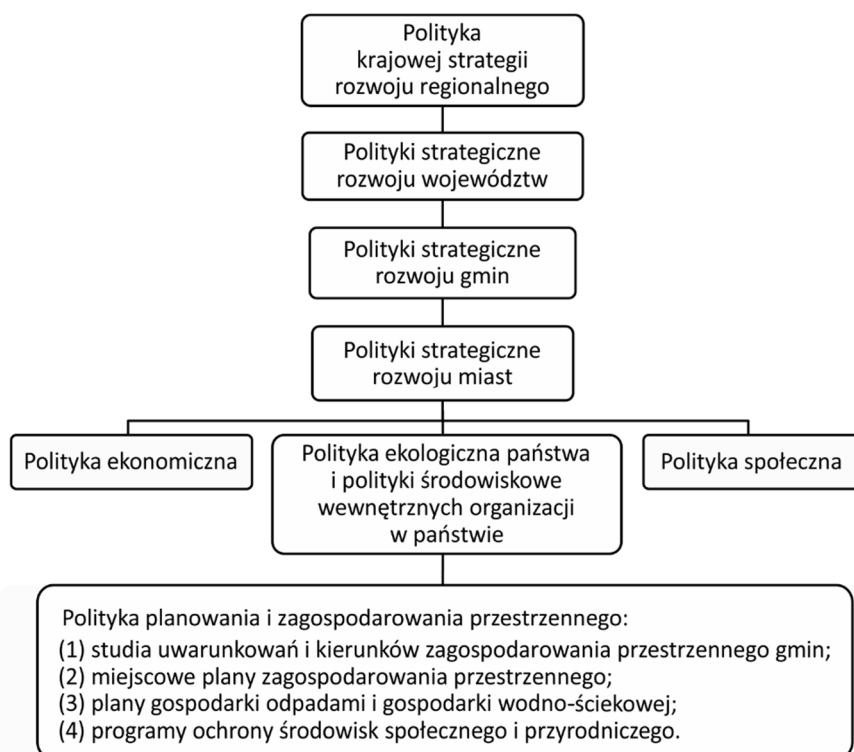 Polityka
krajowej strategii
rozwoju regionalnego
Polityki strategiczne
rozwoju województw
Polityki strategiczne
rozwoju gmin
Polityki strategiczne
rozwoju miast
Polityka ekonomiczna
Polityka ekologiczna państwa
i polityki środowiskowe
wewnętrznych organizacji
w państwie
Polityka społeczna
Polityka planowania i zagospodarowania przestrzennego:
(1) studia uwarunkowań i kierunków zagospodarowania przestrzennego gmin;
(2) miejscowe plany zagospodarowania przestrzennego;
(3) plany gospodarki odpadami i gospodarki wodno-ściekowej;
(4) programy ochrony środowisk społecznego i przyrodniczego.